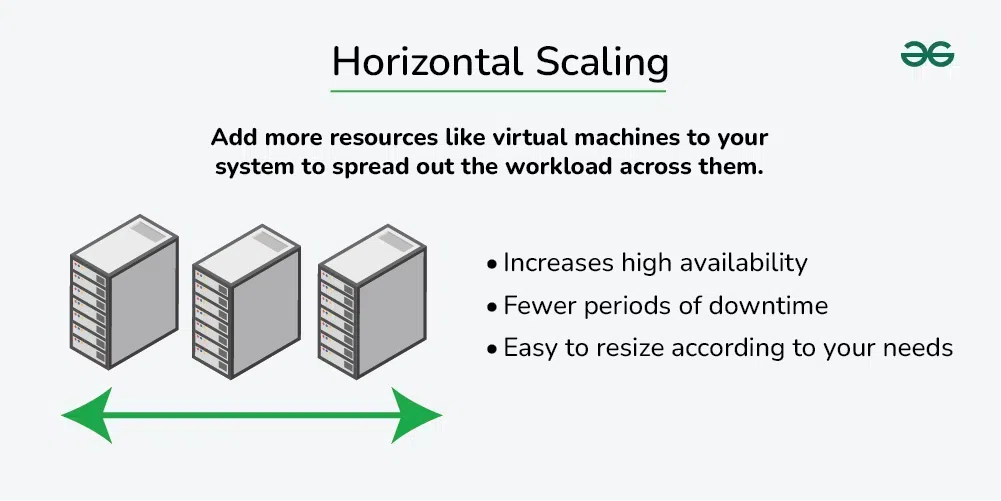 Horizontal Scaling
Add more resources like virtual machines to your
system to spread out the workload across them.
• Increases high availability
• Fewer periods of downtime
• Easy to resize according to your needs